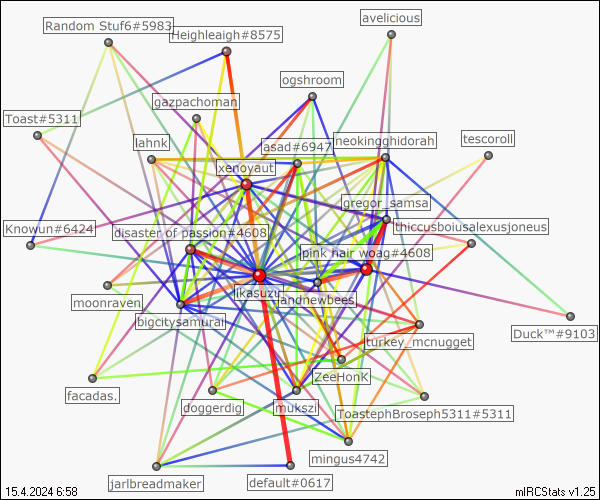 avelicious
Random Stuf6#5983
Heighleigh#8575
ogshroom
gazpachoman
Toast#5311
lahnk
asad#6947
neokingghidorah
tescoroll
xenoyaut
gregor_samsa
Knowun#6424
disaster of passion#4608
thiccusboiusalexusjoneus
pink hair woag#4608
ikasuzu
landnewbees
moonraven
bigcitysamurai
Duck™#9103
turkey_mcnugget
ZeeHonK
facadas.
doggerdig
mukszi
ToastephBroseph5311#5311
mingus4742
jarlbreadmaker
default#0617
15.4.2024 6:58
mIRCStats v1.25